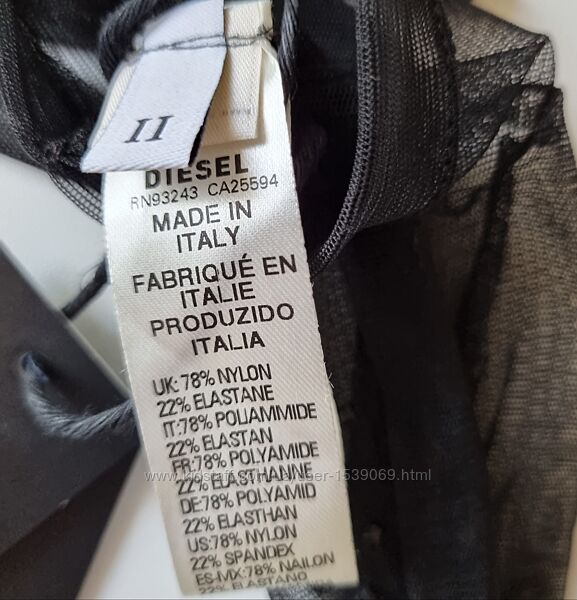 II
DIESEL
RN93243 CA25594
MADE IN
ITALY
FABRIQUÉ EN
ITALIE
PRODUZIDO
ITALIA
UK:78% NYLON
22% ELASTANE
IT:78% POLIAMMIDE
22% ELASTAN
FR:78% POLYAMIDE
22% ELASTHANNE
DE:78% POLYAMID
22% ELASTHAN
US:78% NYLON
22% SPANDEX
ES-MX:78% NAILON
22% ELASTANO